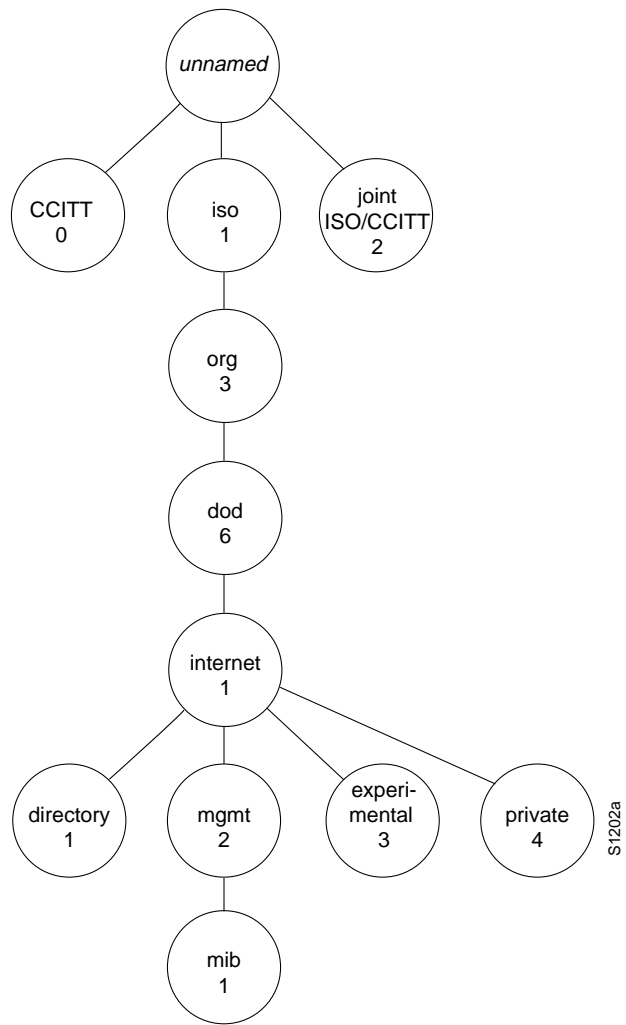 unnamed
CCITT
0
iso
1
joint
ISO/CCITT
2
org
3
dod
6
internet
1
directory
1
mgmt
2
experi-
mental
3
private
4
S1202a
mib
1